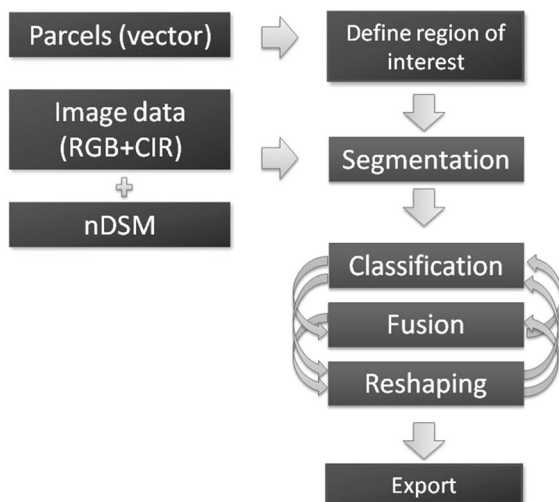 Parcels (vector)
Define region of
interest
Image data
(RGB+CIR)
+
nDSM
Segmentation
Classification
Fusion
Reshaping
Export